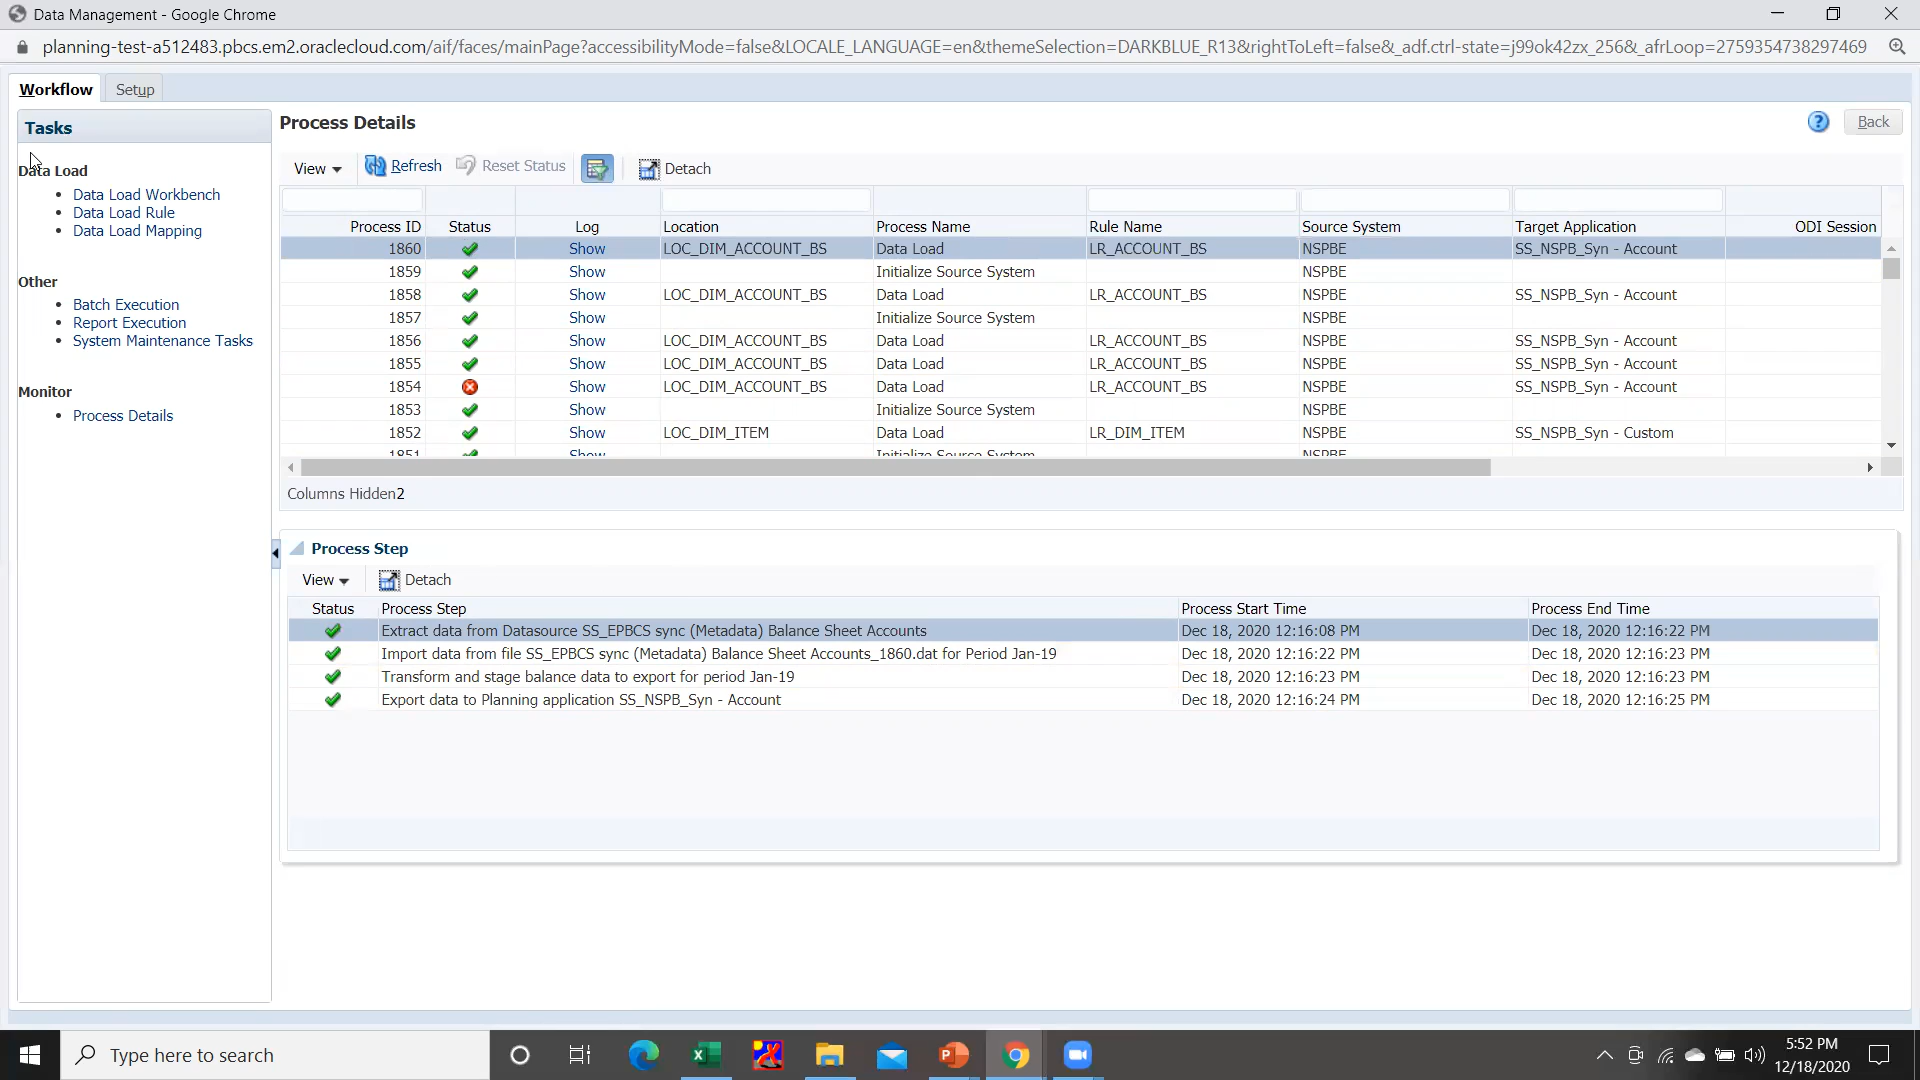 Data Management - Google Chrome
planning-test-a512483.pbcs.em2.oraclecloud.com/aif/faces/mainPage?accessibilityMode=false&LOCALE_LANGUAGE=en&themeSelection=DARKBLUE_R13&rightToLeft=false&_adf.ctrl-state=j99ok42zx_256&_afrLoop=2759354738297469
Workflow Setup
Tasks
Data Load
• Data Load Workbench
• Data Load Rule
• Data Load Mapping
Other
• Batch Execution
• Report Execution
• System Maintenance Tasks
Monitor
• Process Details
Process Details ? Back
View Refresh Reset Status Detach
Process ID Status Log Location Process Name Rule Name Source System Target Application ODI Session
1860 Show LOC_DIM_ACCOUNT_BS Data Load LR_ACCOUNT_BS NSPBE SS_NSPB_Syn - Account
1859 Show Initialize Source System NSPBE
1858 Show LOC_DIM_ACCOUNT_BS Data Load LR_ACCOUNT_BS NSPBE SS_NSPB_Syn - Account
1857 Show Initialize Source System NSPBE
1856 Show LOC_DIM_ACCOUNT_BS Data Load LR_ACCOUNT_BS NSPBE SS_NSPB_Syn - Account
1855 Show LOC_DIM_ACCOUNT_BS Data Load LR_ACCOUNT_BS NSPBE SS_NSPB_Syn - Account
1854 Show LOC_DIM_ACCOUNT_BS Data Load LR_ACCOUNT_BS NSPBE SS_NSPB_Syn - Account
1853 Show Initialize Source System NSPBE
1852 Show LOC_DIM_ITEM Data Load LR_DIM_ITEM NSPBE SS_NSPB_Syn - Custom
1851 Show Initialize Source System NSPBE
Columns Hidden2
Process Step
View Detach
Status Process Step Process Start Time Process End Time
Extract data from Datasource SS_EPBCS sync (Metadata) Balance Sheet Accounts Dec 18, 2020 12:16:08 PM Dec 18, 2020 12:16:22 PM
Import data from file SS_EPBCS sync (Metadata) Balance Sheet Accounts_1860.dat for Period Jan-19 Dec 18, 2020 12:16:22 PM Dec 18, 2020 12:16:23 PM
Transform and stage balance data to export for period Jan-19 Dec 18, 2020 12:16:23 PM Dec 18, 2020 12:16:23 PM
Export data to Planning application SS_NSPB_Syn - Account Dec 18, 2020 12:16:24 PM Dec 18, 2020 12:16:25 PM
Type here to search
5:52 PM
12/18/2020